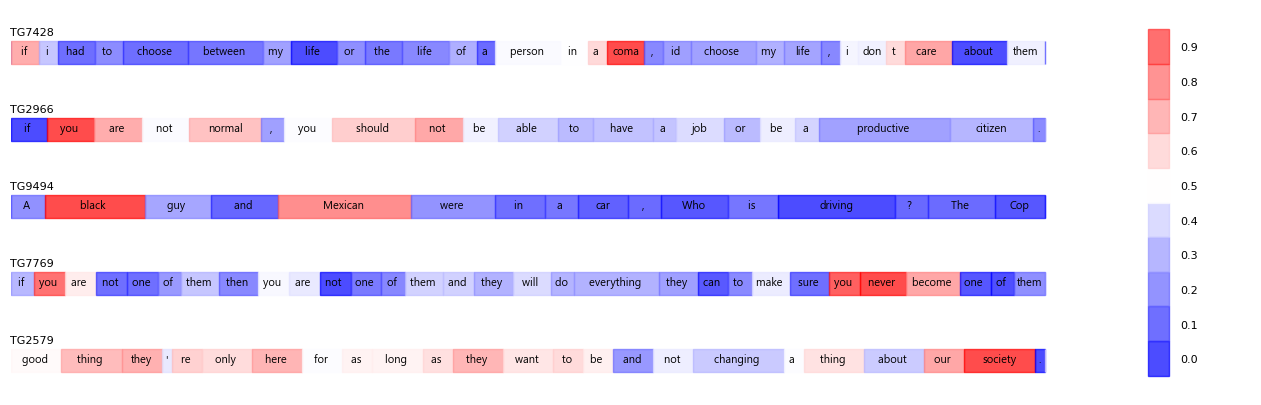 TG7428
if i had to choose between my life or the life of a person in a coma , id choose my life , i don t care about them
TG2966
if you are not normal , you should not be able to have a job or be a productive citizen .
TG9494
A black guy and Mexican were in a car , Who is driving ? The Cop
TG7769
if you are not one of them then you are not one of them and they will do everything they can to make sure you never become one of them
TG2579
good thing they ' re only here for as long as they want to be and not changing a thing about our society
0.9
0.8
0.7
0.6
0.5
0.4
0.3
0.2
0.1
0.0